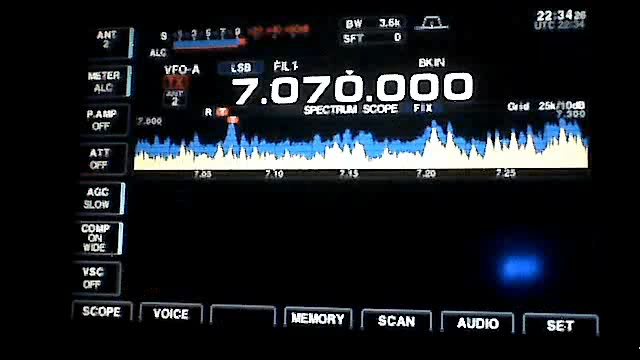 ANT 2
BW 3.6k
22:34 26
UTC 22:34
S 1 3 5 7 9
SFT 0
ALC
METER ALC
VFO-A
LSB
FIL1
BKIN
TX
2
7.070.000
P.AMP OFF
R T
SPECTRUM SCOPE FIX
Grid 25k/10dB
7.300
ATT OFF
7.05 7.10 7.15 7.20 7.25
AGC SLOW
COMP ON WIDE
VSC OFF
SCOPE VOICE MEMORY SCAN AUDIO SET